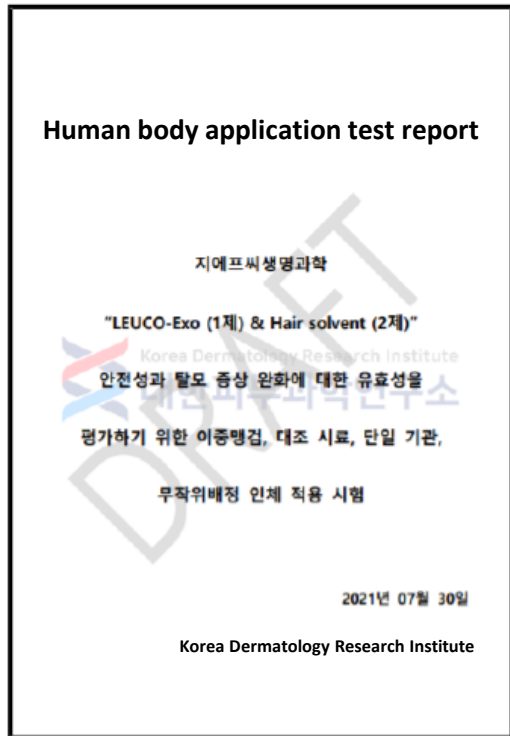 Human body application test report
지에프씨생명과학
"LEUCO-Exo (1제) & Hair solvent (2제)"
Korea Dermatology Research Institute
안전성과 탈모 증상 완화에 대한 유효성을
대한피부과학연구소
평가하기 위한 이중맹검, 대조 시료, 단일 기관,
무작위배정 인체 적용 시험
DRAFT
2021년 07월 30일
Korea Dermatology Research Institute